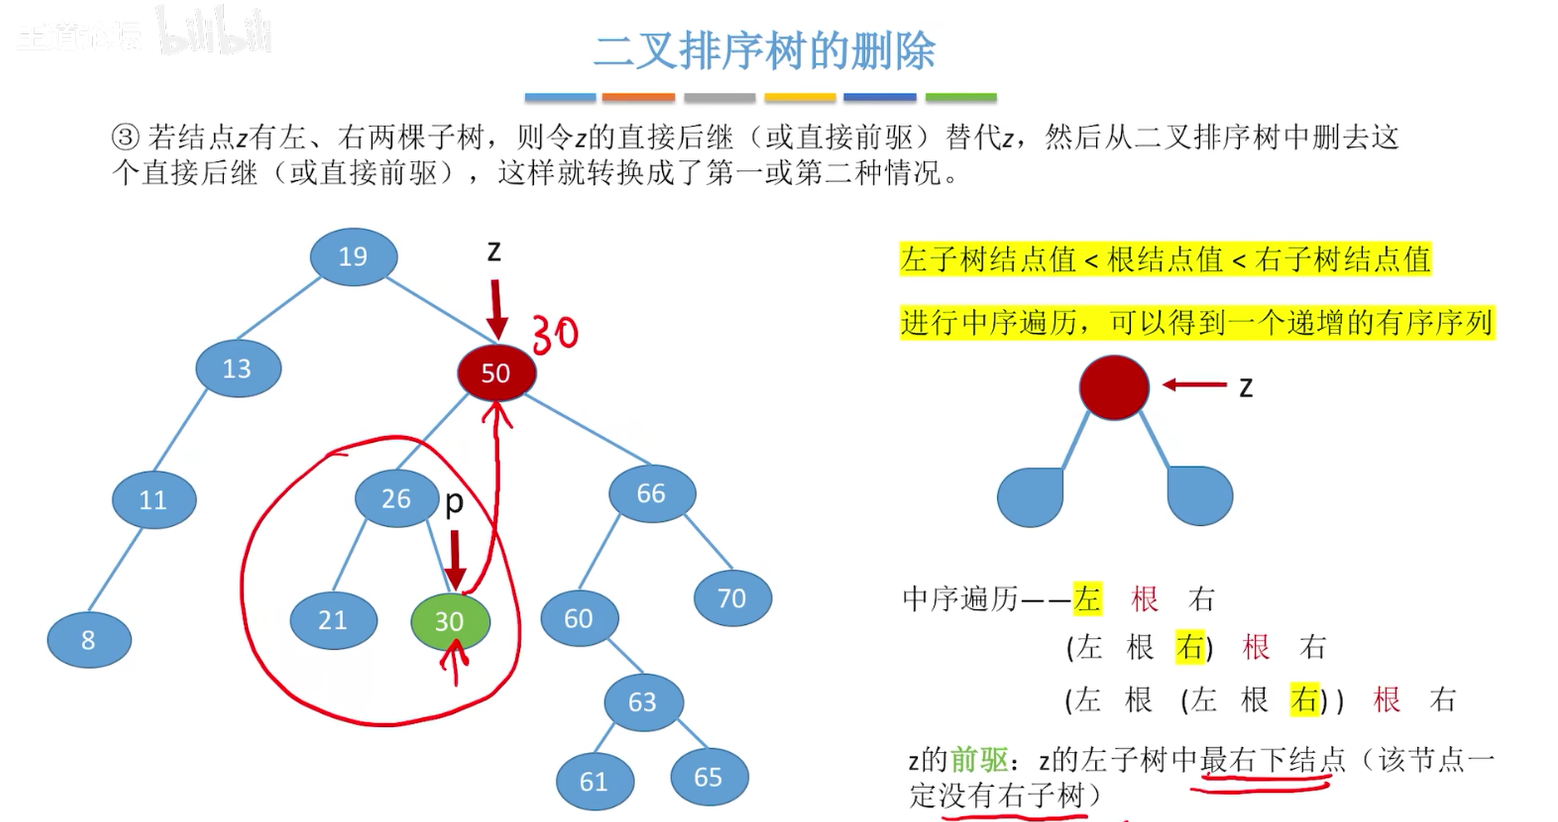 王道论坛 bilibili
二叉排序树的删除
③ 若结点z有左、右两棵子树，则令z的直接后继（或直接前驱）替代z，然后从二叉排序树中删去这
个直接后继（或直接前驱），这样就转换成了第一或第二种情况。
左子树结点值 < 根结点值 < 右子树结点值
进行中序遍历，可以得到一个递增的有序序列
19
z
30
13
50
z
11
26
p
66
8
21
30
60
70
63
61
65
中序遍历——左 根 右
(左 根 右) 根 右
(左 根 (左 根 右) ) 根 右
z的前驱：z的左子树中最右下结点（该节点一
定没有右子树）